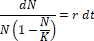 dN / (N (1 − N/K)) = r dt